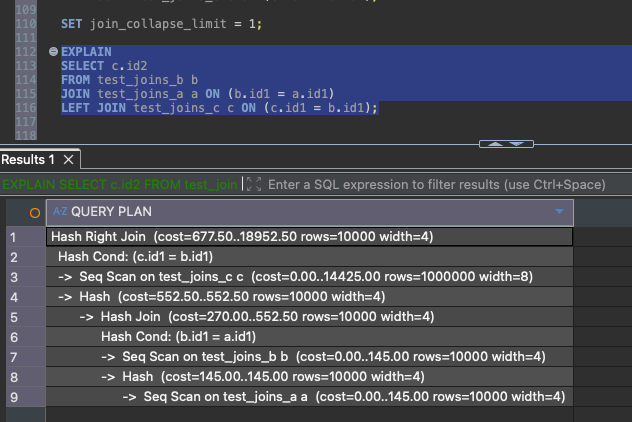 109
110 SET join_collapse_limit = 1;
111
112 EXPLAIN
113 SELECT c.id2
114 FROM test_joins_b b
115 JOIN test_joins_a a ON (b.id1 = a.id1)
116 LEFT JOIN test_joins_c c ON (c.id1 = b.id1);
117
118
Results 1 ×
EXPLAIN SELECT c.id2 FROM test_join Enter a SQL expression to filter results (use Ctrl+Space)
A-Z QUERY PLAN
1 Hash Right Join (cost=677.50..18952.50 rows=10000 width=4)
2 Hash Cond: (c.id1 = b.id1)
3 -> Seq Scan on test_joins_c c (cost=0.00..14425.00 rows=1000000 width=8)
4 -> Hash (cost=552.50..552.50 rows=10000 width=4)
5 -> Hash Join (cost=270.00..552.50 rows=10000 width=4)
6 Hash Cond: (b.id1 = a.id1)
7 -> Seq Scan on test_joins_b b (cost=0.00..145.00 rows=10000 width=4)
8 -> Hash (cost=145.00..145.00 rows=10000 width=4)
9 -> Seq Scan on test_joins_a a (cost=0.00..145.00 rows=10000 width=4)